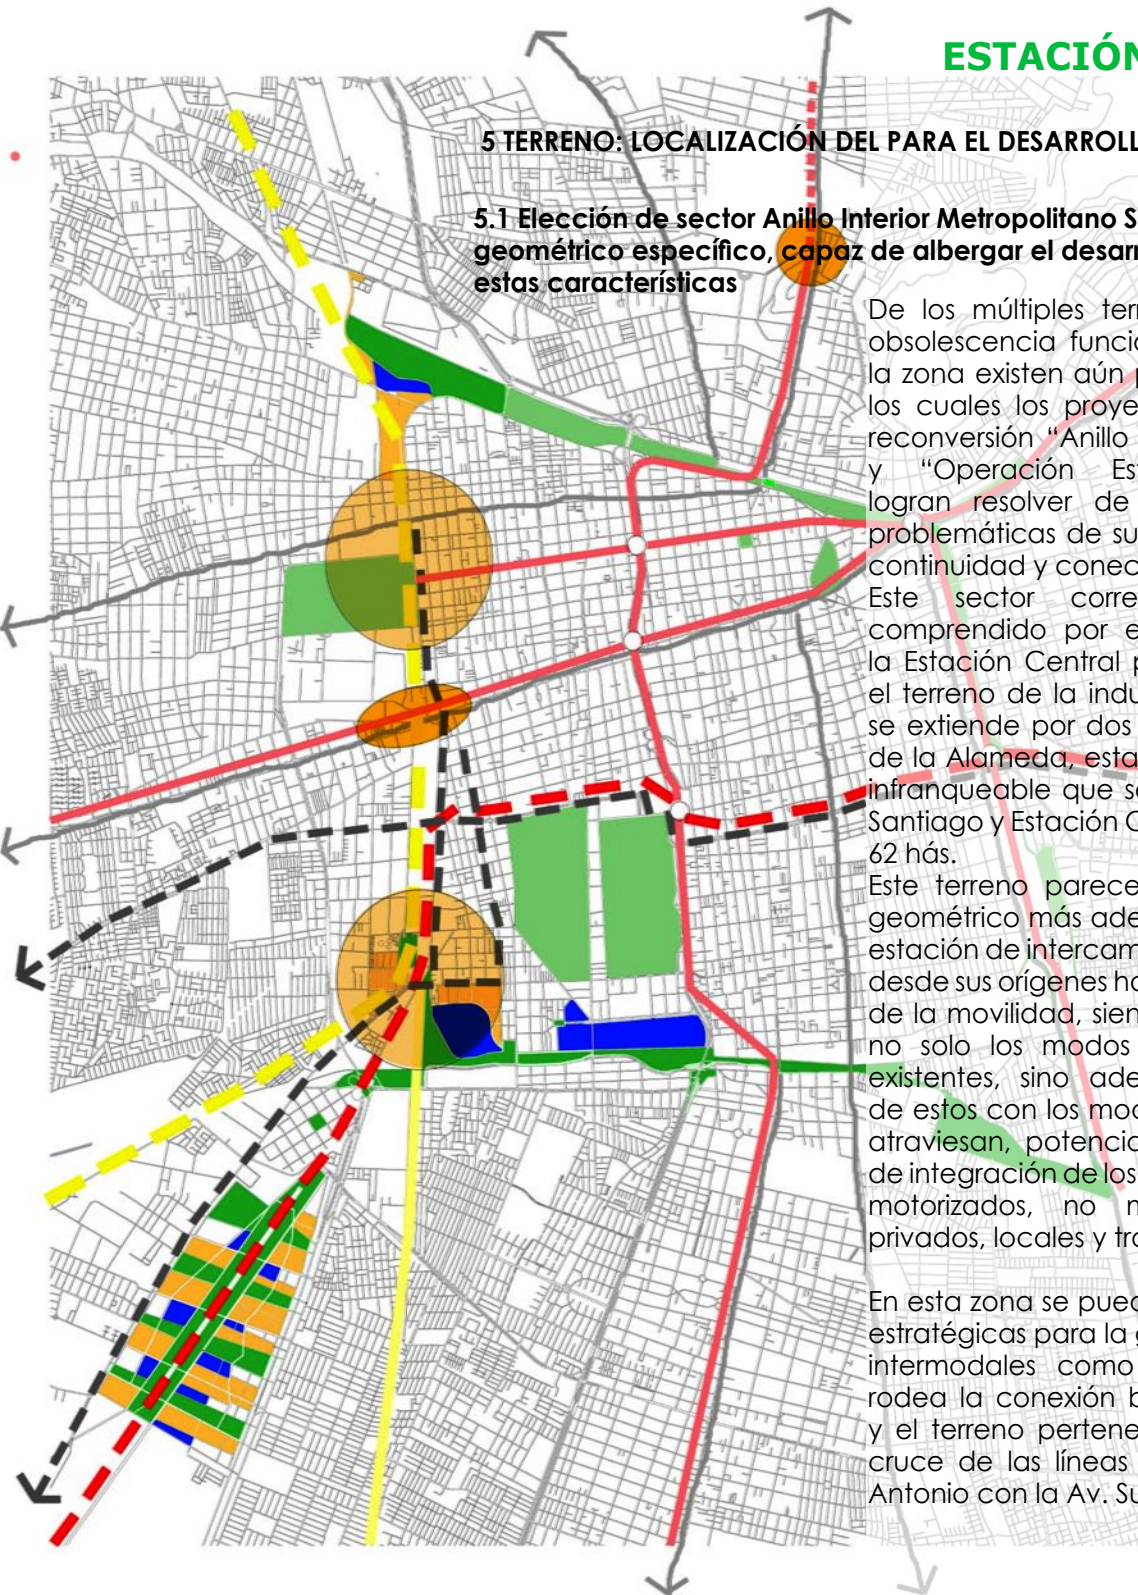 ESTACIÓN
5 TERRENO: LOCALIZACIÓN DEL PARA EL DESARROLL
5.1 Elección de sector Anillo Interior Metropolitano S
geométrico específico, capaz de albergar el desarr
estas características
De los múltiples terr
obsolescencia funcio
la zona existen aún p
los cuales los proye
reconversión “Anillo
y “Operación Est
logran resolver de
problemáticas de su
continuidad y conec
Este sector corre
comprendido por e
la Estación Central p
el terreno de la indu
se extiende por dos
de la Alameda, esta
infranqueable que se
Santiago y Estación C
62 hás.
Este terreno parece
geométrico más ade
estación de intercam
desde sus orígenes ha
de la movilidad, sien
no solo los modos
existentes, sino ade
de estos con los mod
atraviesan, potencia
de integración de los
motorizados, no m
privados, locales y tra
En esta zona se pued
estratégicas para la g
intermodales como
rodea la conexión b
y el terreno pertene
cruce de las líneas
Antonio con la Av. Su